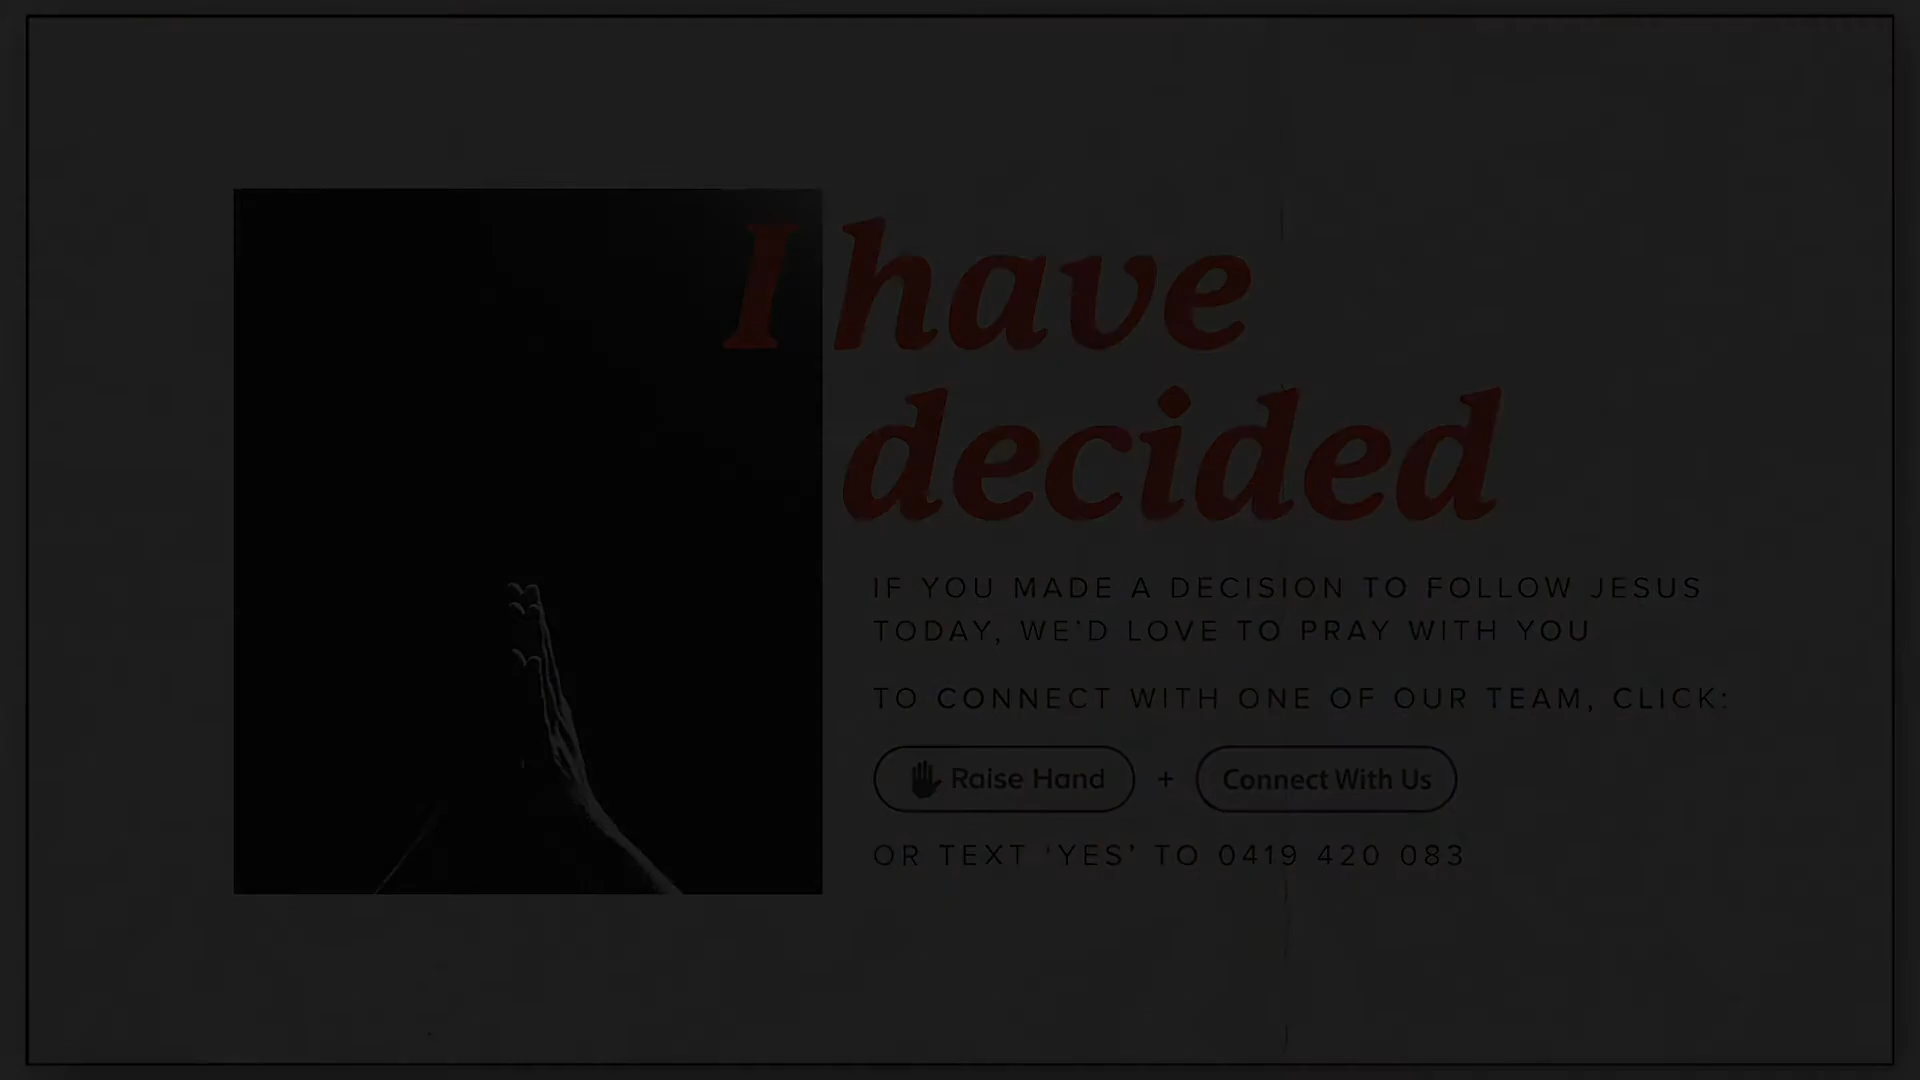 I have
decided
IF YOU MADE A DECISION TO FOLLOW JESUS
TODAY, WE'D LOVE TO PRAY WITH YOU
TO CONNECT WITH ONE OF OUR TEAM, CLICK:
Raise Hand + Connect With Us
OR TEXT 'YES' TO 0419 420 083